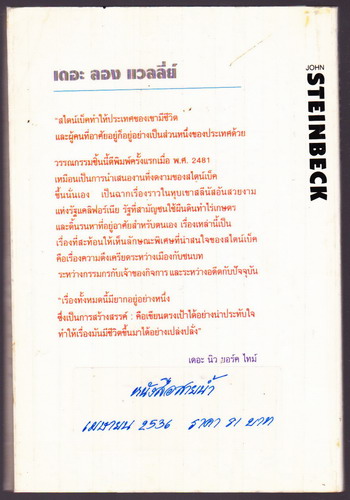 เดอะ ลอง แวลลีย์
JOHN
STEINBECK
"สไตน์เบ็คทำให้ประเทศของเขามีชีวิต
และผู้คนที่อาศัยอยู่ก็อยู่อย่างเป็นส่วนหนึ่งของประเทศด้วย
วรรณกรรมชิ้นนี้ตีพิมพ์ครั้งแรกเมื่อ พ.ศ. 2481
เหมือนเป็นการนำเสนองานที่งดงามของสไตน์เบ็ค
ขึ้นนั่นเอง เป็นฉากเรื่องราวในหุบเขาสลีนัสอันสวยงาม
แห่งรัฐแคลิฟอร์เนีย รัฐที่สามัญชนใช้ผืนดินทำไร่เกษตร
และดิ้นรนหาที่อยู่อาศัยสำหรับตนเอง เรื่องเหล่านี้เป็น
เรื่องที่สะท้อนให้เห็นลักษณะพิเศษที่น่าสนใจของสไตน์เบ็ค
คือเรื่องความตึงเครียดระหว่างเมืองกับชนบท
ระหว่างกรรมกรกับเจ้าของกิจการ และระหว่างอดีตกับปัจจุบัน
"เรื่องทั้งหมดนี้มียากอยู่อย่างหนึ่ง
ซึ่งเป็นการสร้างสรรค์ : คือเขียนตรงเป้าได้อย่างน่าประทับใจ
ทำให้เรื่องมันมีชีวิตขึ้นมาได้อย่างเปล่งปลั่ง"
เดอะ นิว ยอร์ค ไทม์
หนังสือสายน้ำ
เมษายน 2536 ราคา บาท